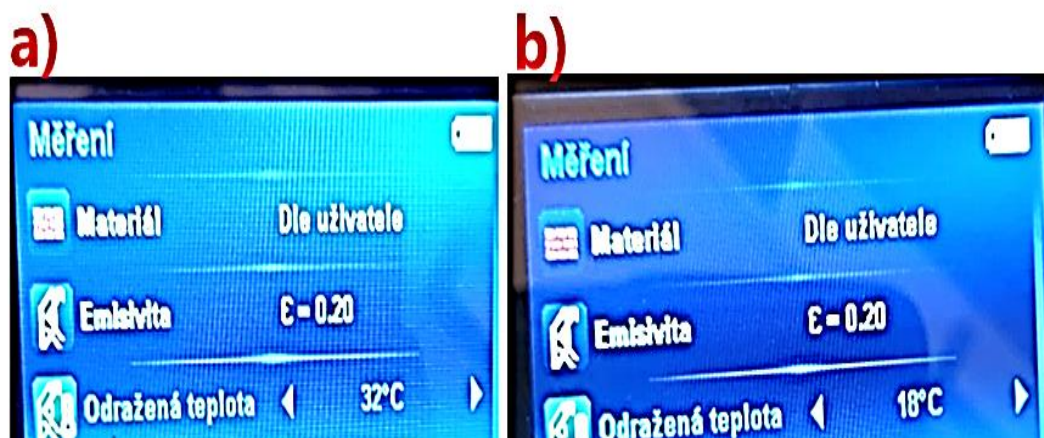 a)
Měření
Materiál Dle uživatele
Emisivita Ɛ = 0.20
Odražená teplota 32°C
b)
Měření
Materiál Dle uživatele
Emisivita Ɛ = 0.20
Odražená teplota 18°C